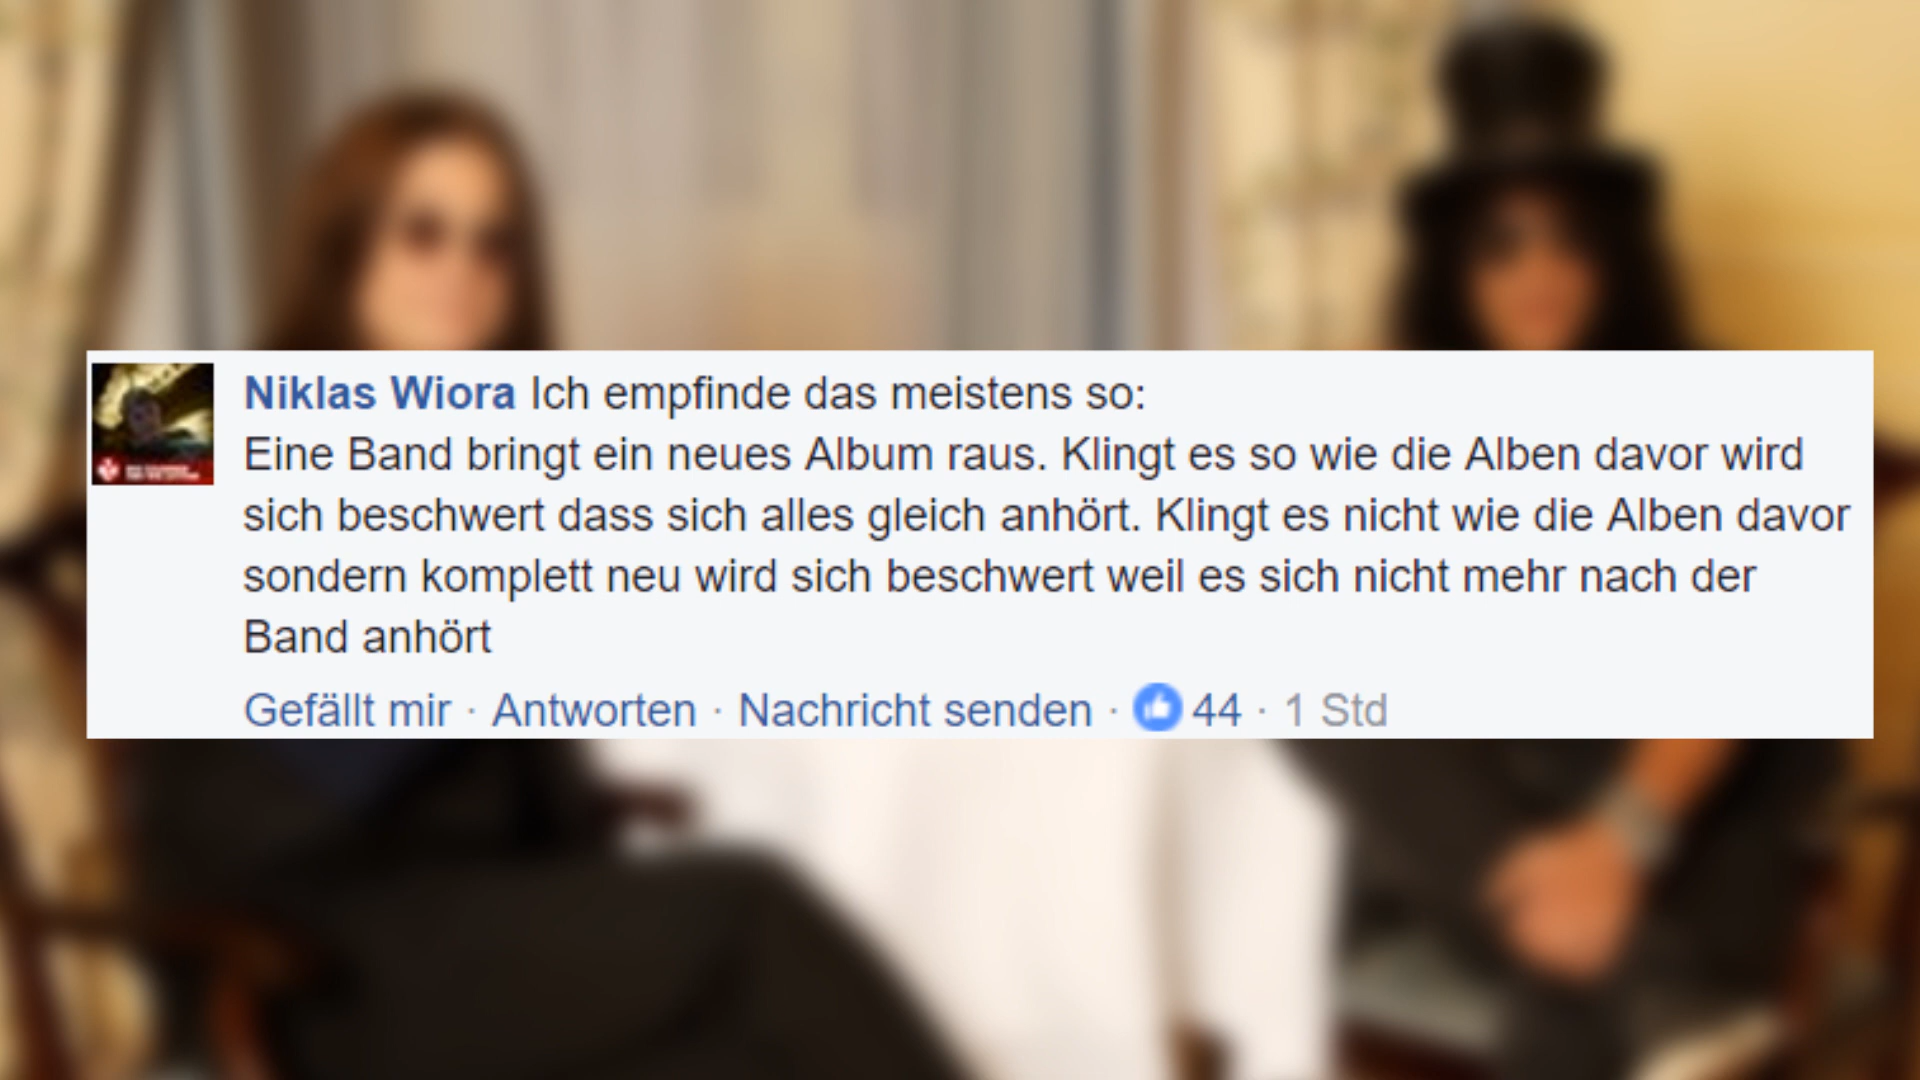 Niklas Wiora Ich empfinde das meistens so:
Eine Band bringt ein neues Album raus. Klingt es so wie die Alben davor wird
sich beschwert dass sich alles gleich anhört. Klingt es nicht wie die Alben davor
sondern komplett neu wird sich beschwert weil es sich nicht mehr nach der
Band anhört
Gefällt mir · Antworten · Nachricht senden · 44 · 1 Std